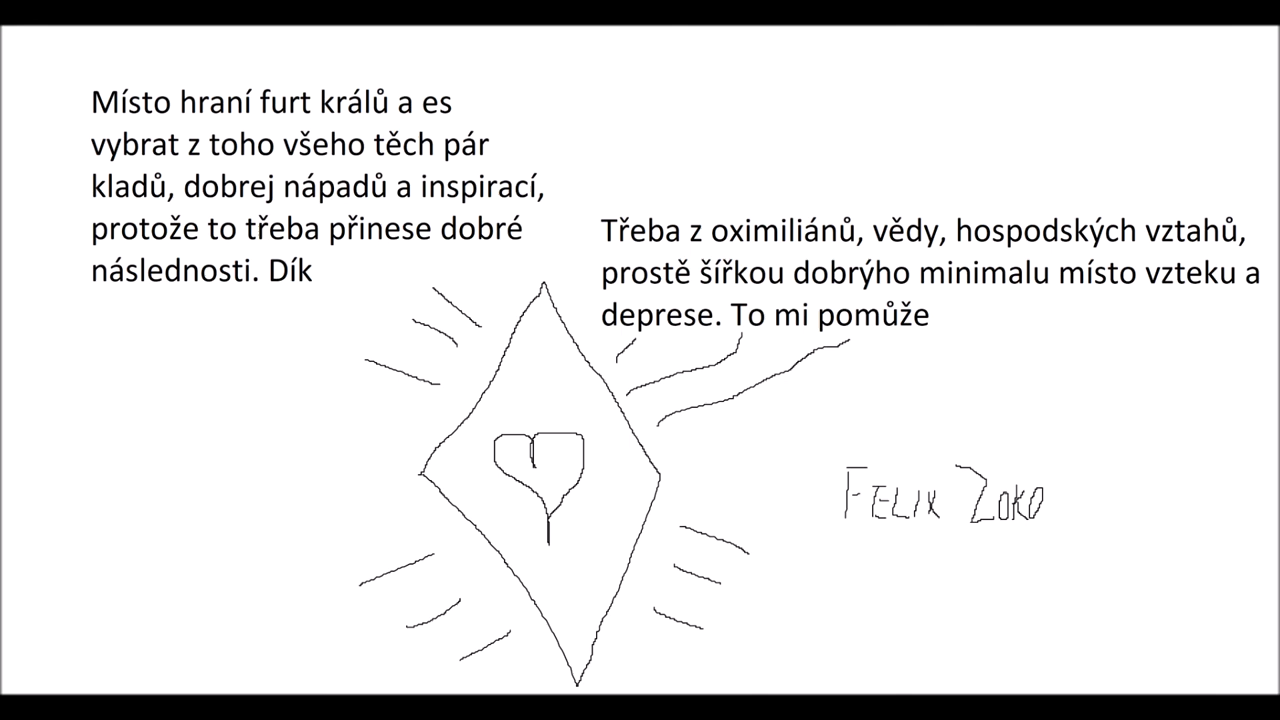 Místo hraní furt králů a es
vybrat z toho všeho těch pár
kladů, dobrej nápadů a inspirací,
protože to třeba přinese dobré
následnosti. Dík
Třeba z oximiliánů, vědy, hospodských vztahů,
prostě šířkou dobrýho minimalu místo vzteku a
deprese. To mi pomůže
FELIX ZOKO